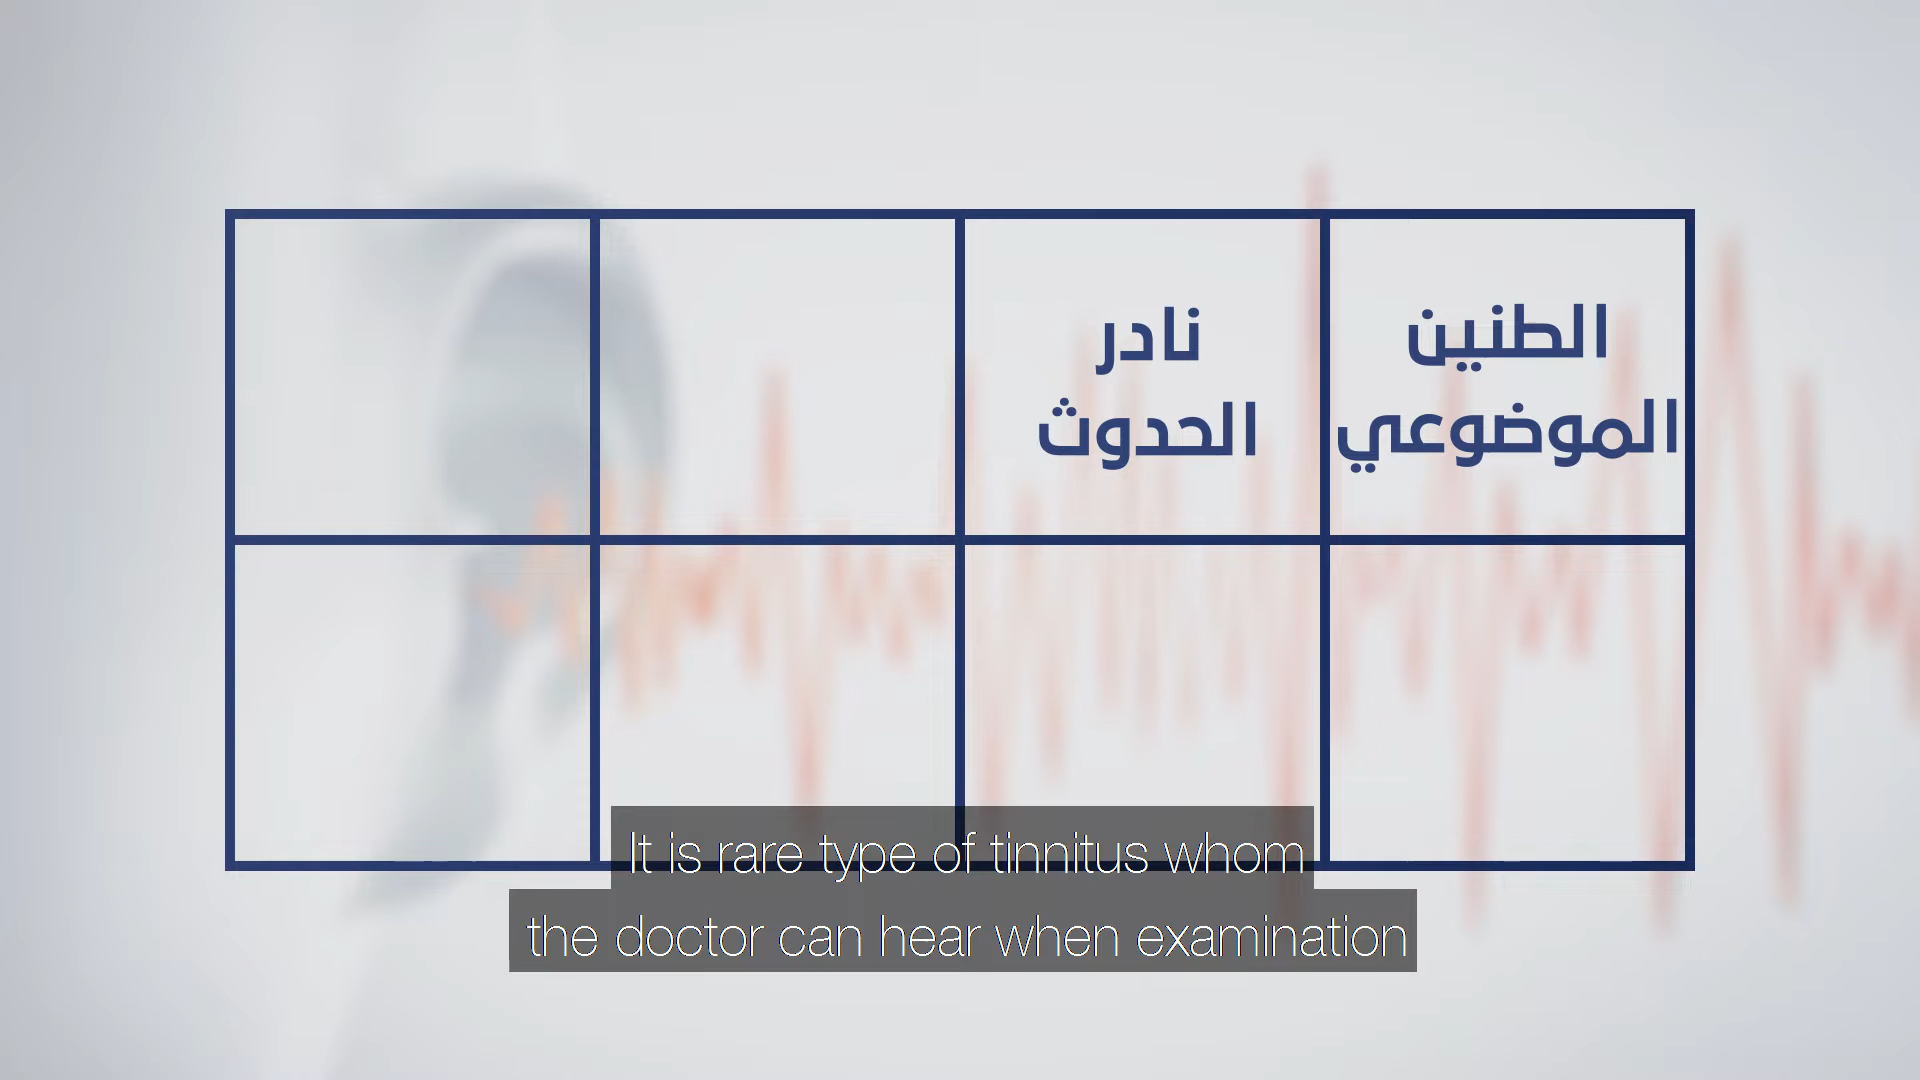 الطنين
الموضوعي
نادر
الحدوث
It is rare type of tinnitus whom
the doctor can hear when examination